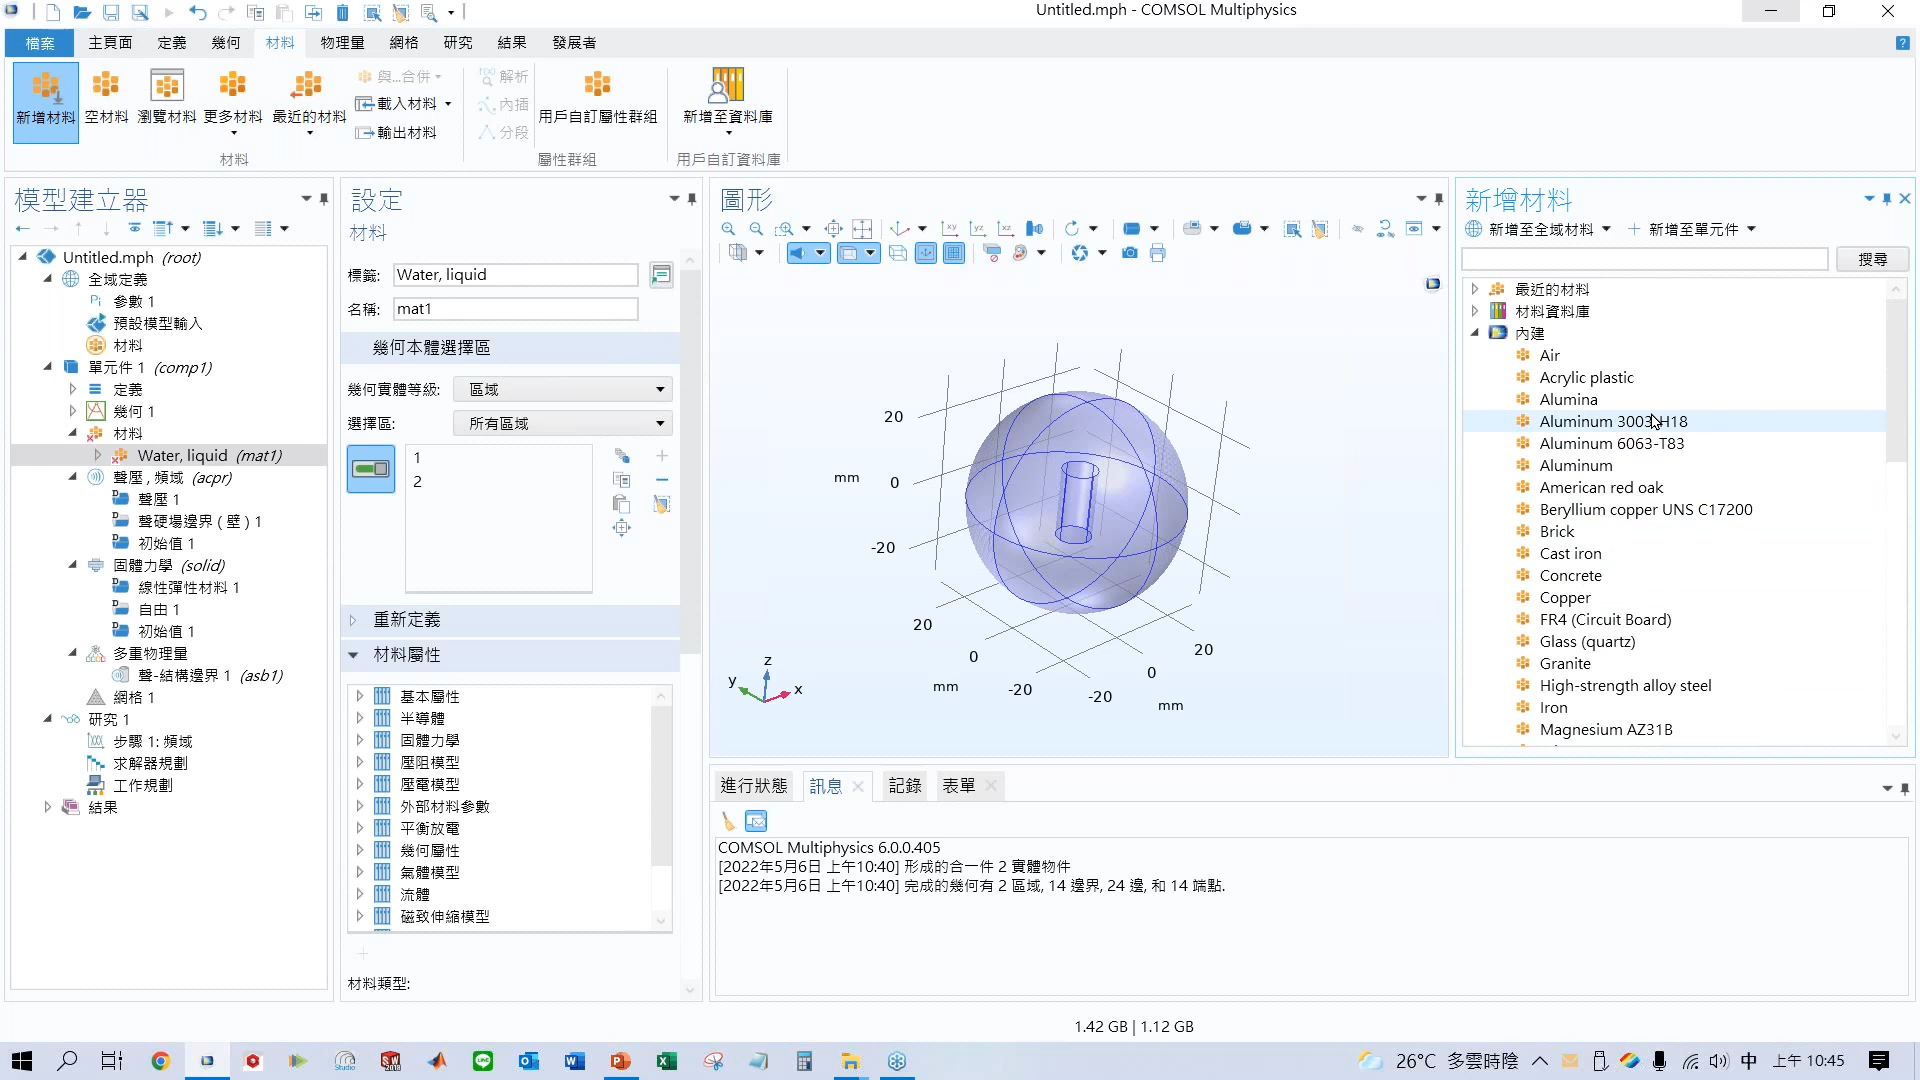 Untitled.mph - COMSOL Multiphysics
檔案 主頁面 定義 幾何 材料 物理量 網格 研究 結果 發展者
新增材料 空材料 瀏覽材料 更多材料 最近的材料
與...合併
載入材料
輸出材料
材料
解析
內插
分段
用戶自訂屬性群組
屬性群組
新增至資料庫
用戶自訂資料庫
模型建立器
Untitled.mph (root)
全域定義
Pi 參數 1
預設模型輸入
材料
單元件 1 (comp1)
定義
幾何 1
材料
Water, liquid (mat1)
聲壓 , 頻域 (acpr)
聲壓 1
聲硬場邊界 ( 壁 ) 1
初始值 1
固體力學 (solid)
線性彈性材料 1
自由 1
初始值 1
多重物理量
聲-結構邊界 1 (asb1)
網格 1
研究 1
步驟 1: 頻域
求解器規劃
工作規劃
結果
設定
材料
標籤: Water, liquid
名稱: mat1
幾何本體選擇區
幾何實體等級: 區域
選擇區: 所有區域
1
2
重新定義
材料屬性
基本屬性
半導體
固體力學
壓阻模型
壓電模型
外部材料參數
平衡放電
幾何屬性
氣體模型
流體
磁致伸縮模型
材料類型:
圖形
20
mm 0
-20
20
0
mm
-20
20
0
-20
mm
z
y
x
進行狀態 訊息 記錄 表單
COMSOL Multiphysics 6.0.0.405
[2022年5月6日 上午10:40] 形成的合一件 2 實體物件
[2022年5月6日 上午10:40] 完成的幾何有 2 區域, 14 邊界, 24 邊, 和 14 端點.
新增材料
新增至全域材料 新增至單元件
搜尋
最近的材料
材料資料庫
內建
Air
Acrylic plastic
Alumina
Aluminum 3003-H18
Aluminum 6063-T83
Aluminum
American red oak
Beryllium copper UNS C17200
Brick
Cast iron
Concrete
Copper
FR4 (Circuit Board)
Glass (quartz)
Granite
High-strength alloy steel
Iron
Magnesium AZ31B
1.42 GB | 1.12 GB
26°C 多雲時陰
中
上午 10:45